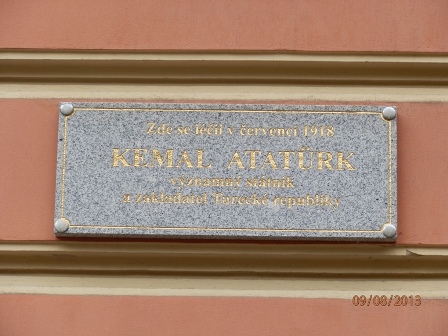 Zde se léčil v červenci 1918
KEMAL ATATÜRK
významný státník
a zakladatel Turecké republiky
09/08/2013